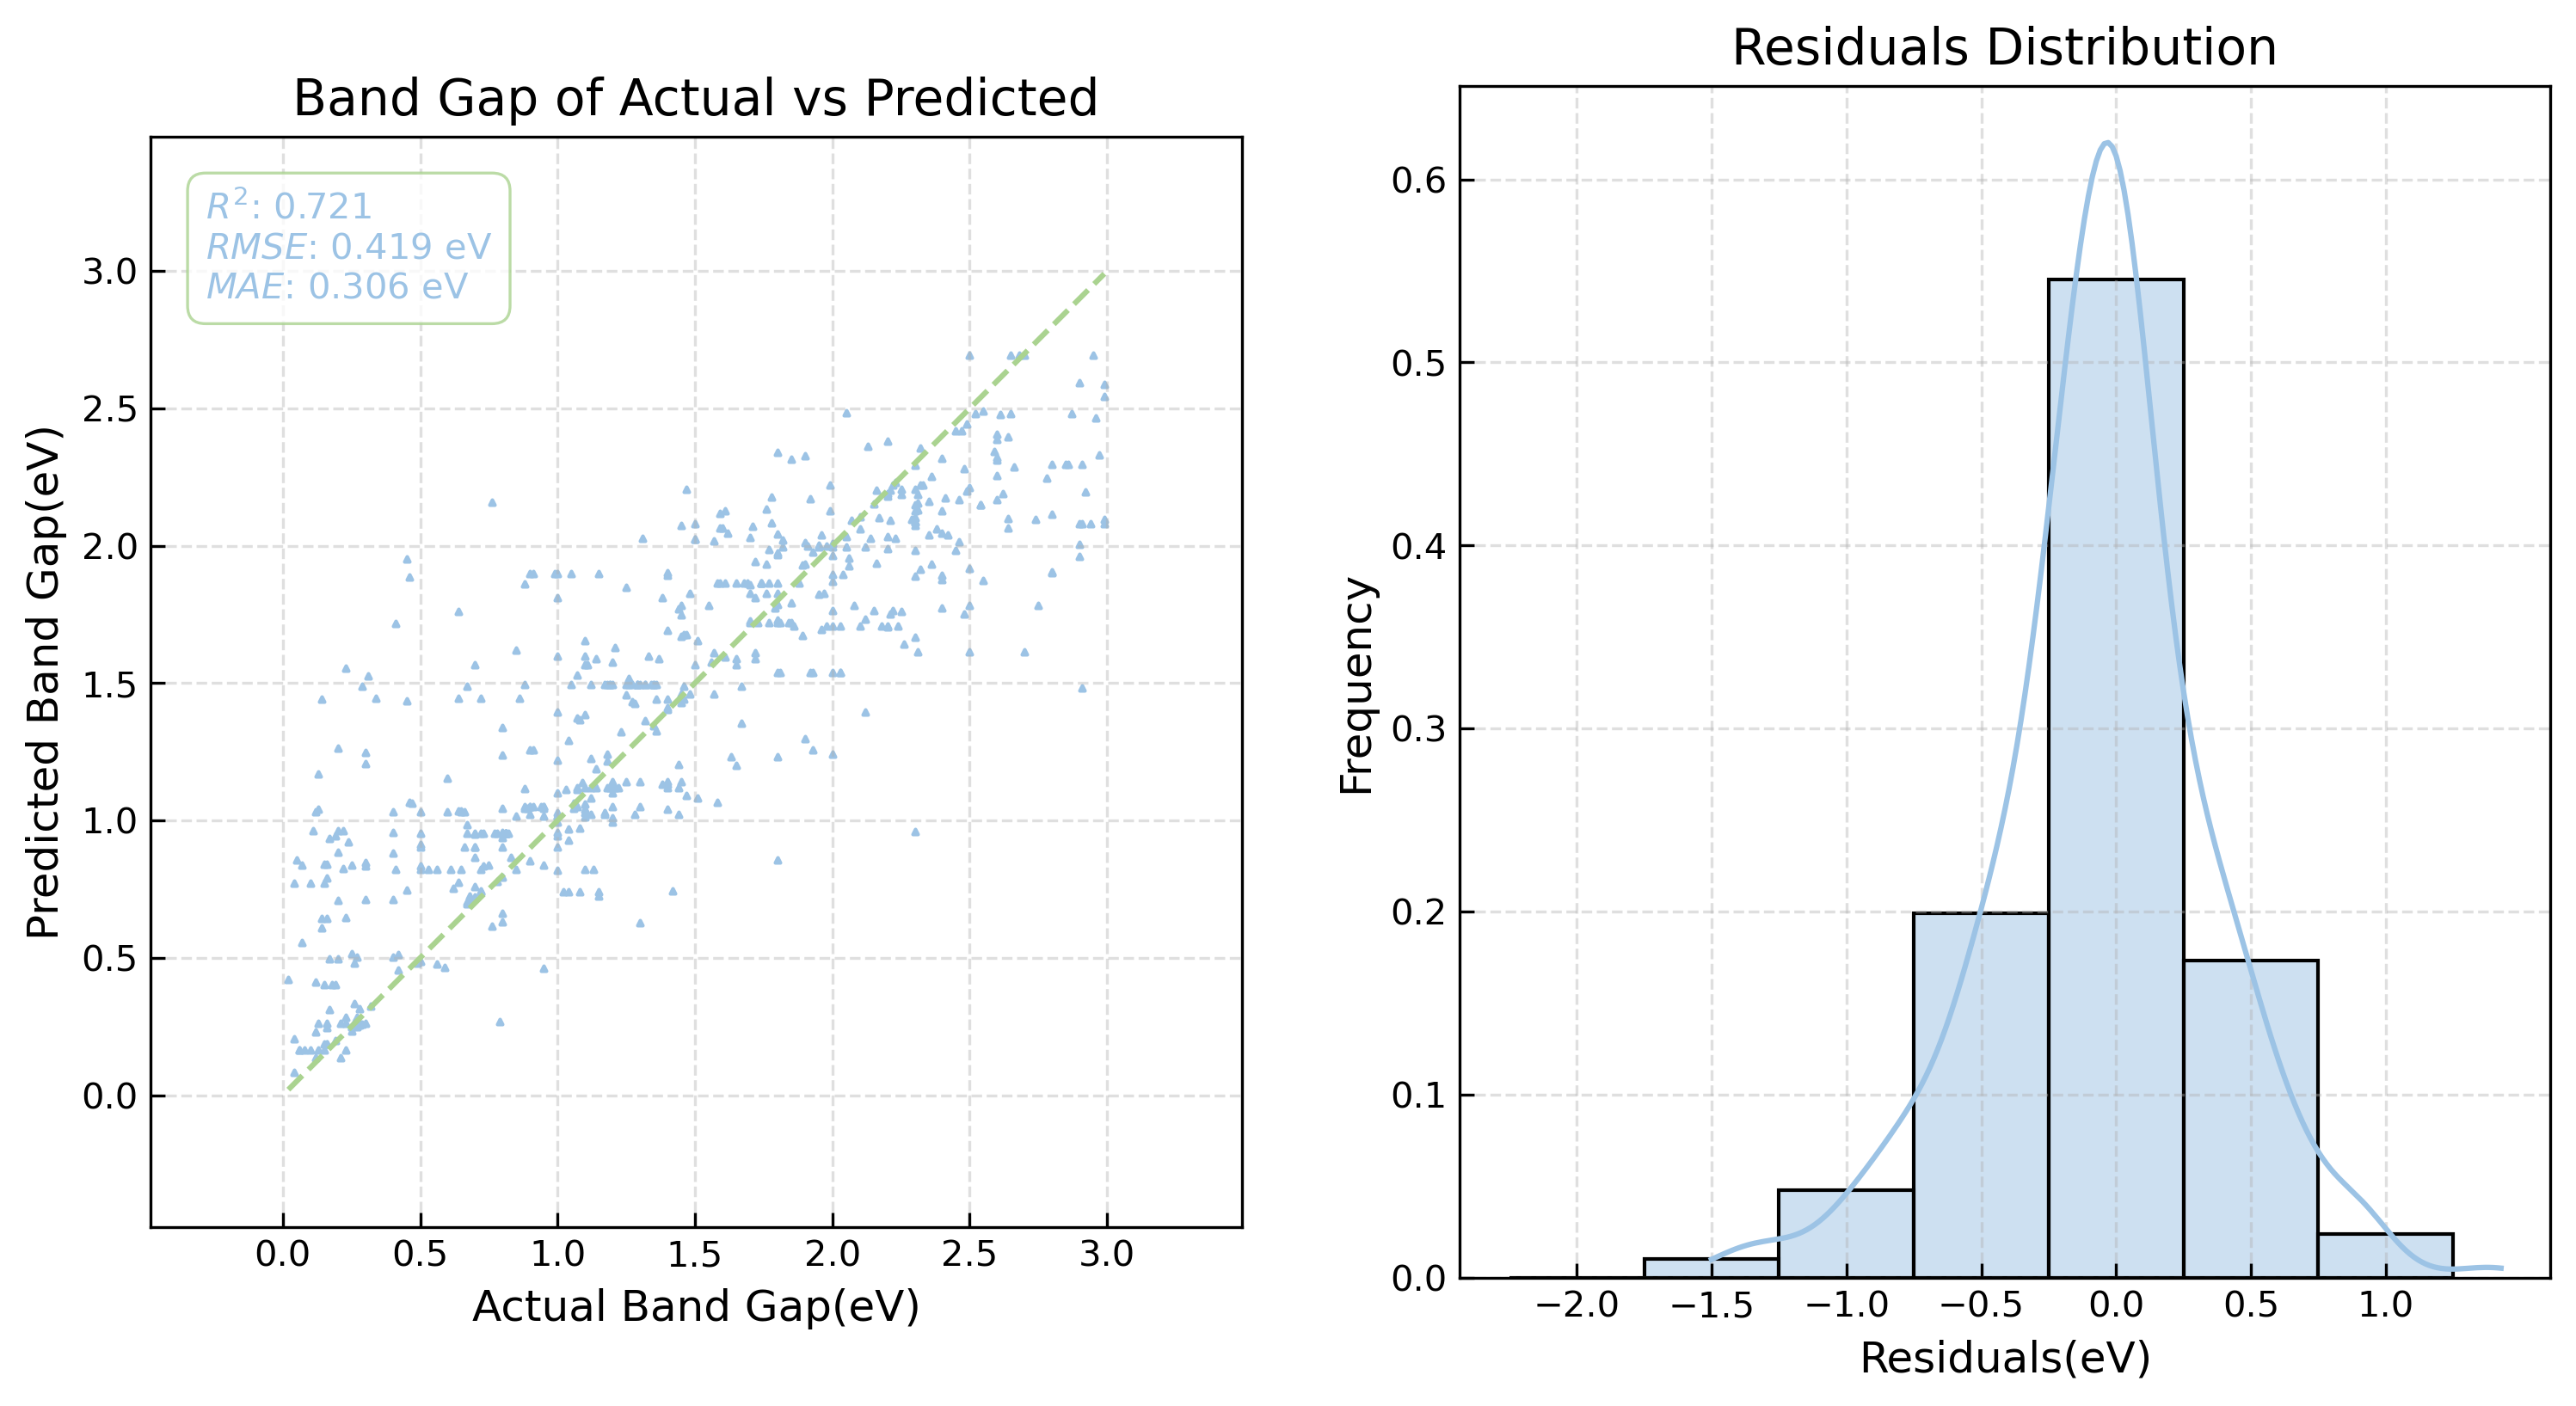 Band Gap of Actual vs Predicted
R²: 0.721
RMSE: 0.419 eV
MAE: 0.306 eV
Predicted Band Gap(eV)
3.0
2.5
2.0
1.5
1.0
0.5
0.0
0.0 0.5 1.0 1.5 2.0 2.5 3.0
Actual Band Gap(eV)
Residuals Distribution
Frequency
0.6
0.5
0.4
0.3
0.2
0.1
0.0
−2.0 −1.5 −1.0 −0.5 0.0 0.5 1.0
Residuals(eV)